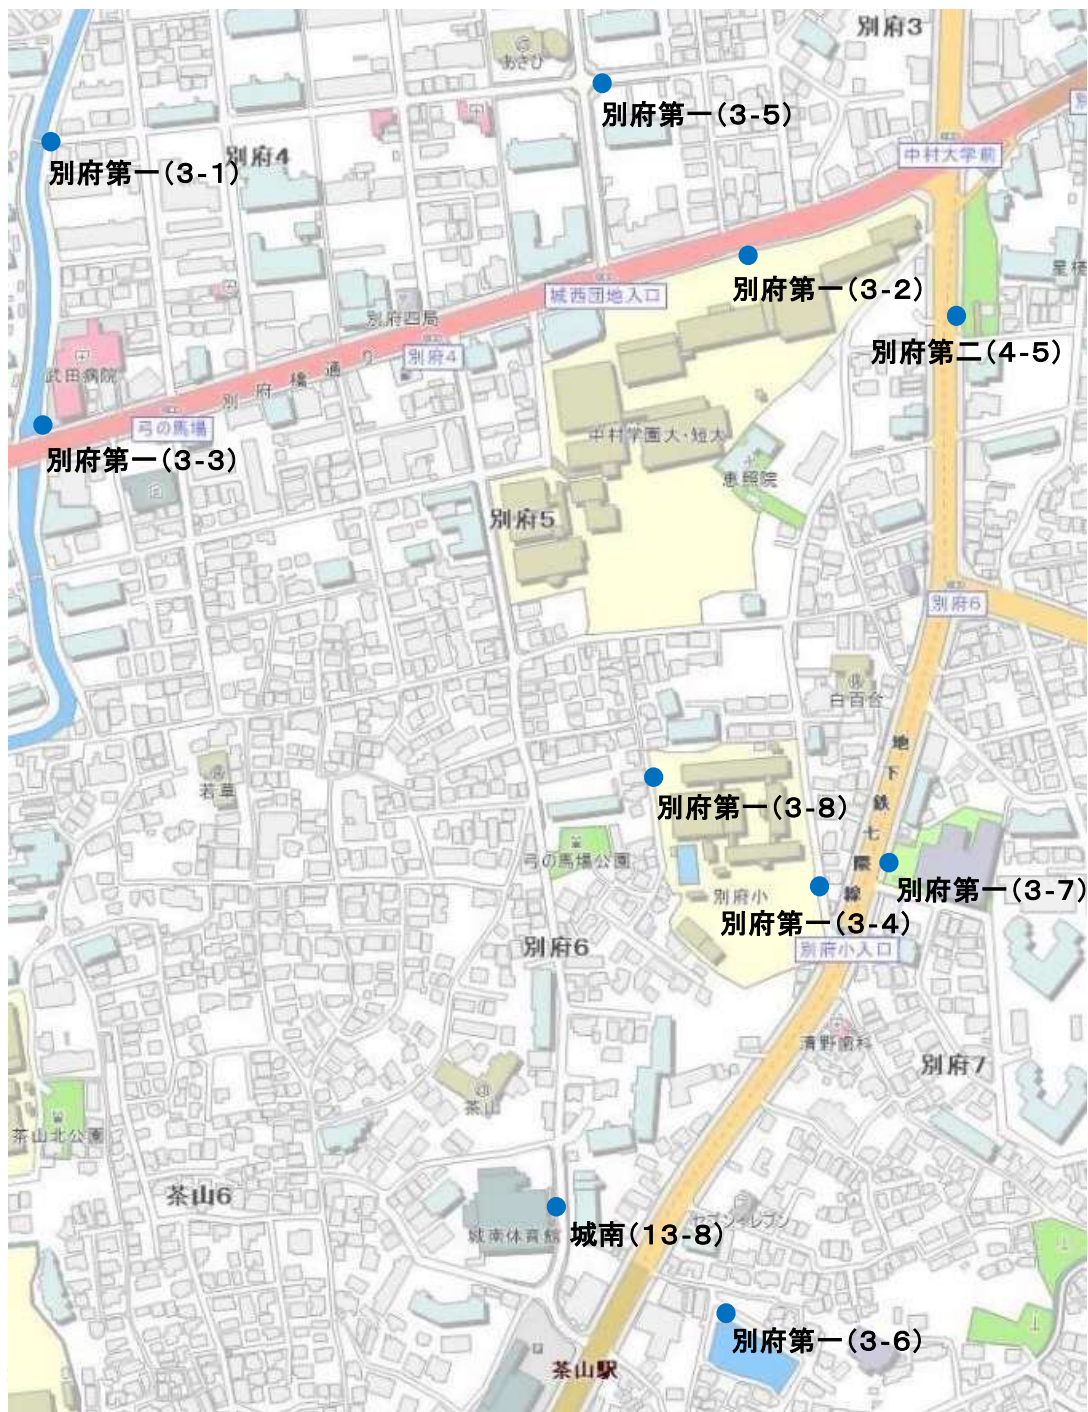 別府3
あさひ
別府第一(3-5)
中村大学前
別府4
別府第一(3-1)
星槎
別府第一(3-2)
城西団地入口
別府四局
別府第二(4-5)
別府4
武田病院
別府橋通り
弓の馬場
中村学園大・短大
別府第一(3-3)
恵照院
別府5
別府6
白百合
地下鉄七隈線
若草
別府第一(3-8)
弓の馬場公園
別府第一(3-7)
別府小
別府第一(3-4)
別府6
別府小入口
清野歯科
別府7
茶山
茶山北公園
茶山6
セブンイレブン
城南体育館
城南(13-8)
別府第一(3-6)
茶山駅